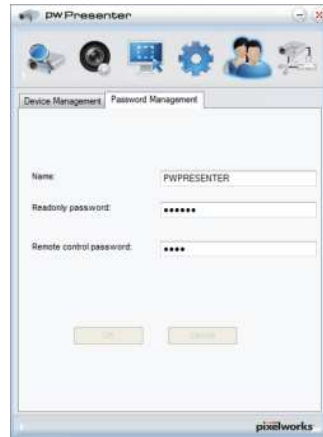 pwPresenter
Device Management Password Management
Name: PWPRESENTER
Readonly password: ••••••
Remote control password: ••••
pixelworks